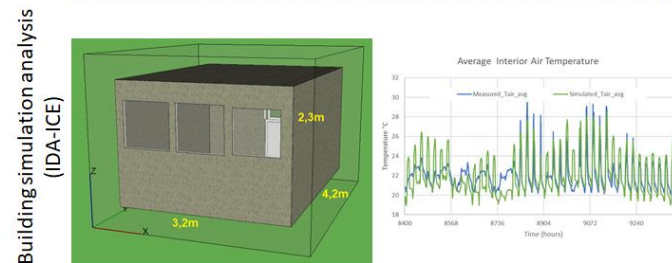 Building simulation analysis
(IDA-ICE)
2,3m
4,2m
3,2m
Z
Y
X
Average Interior Air Temperature
Measured_Tair_avg
Simulated_Tair_avg
Temperature °C
32
30
28
26
24
22
20
18
8400
8568
8736
8904
9072
9240
Time (hours)